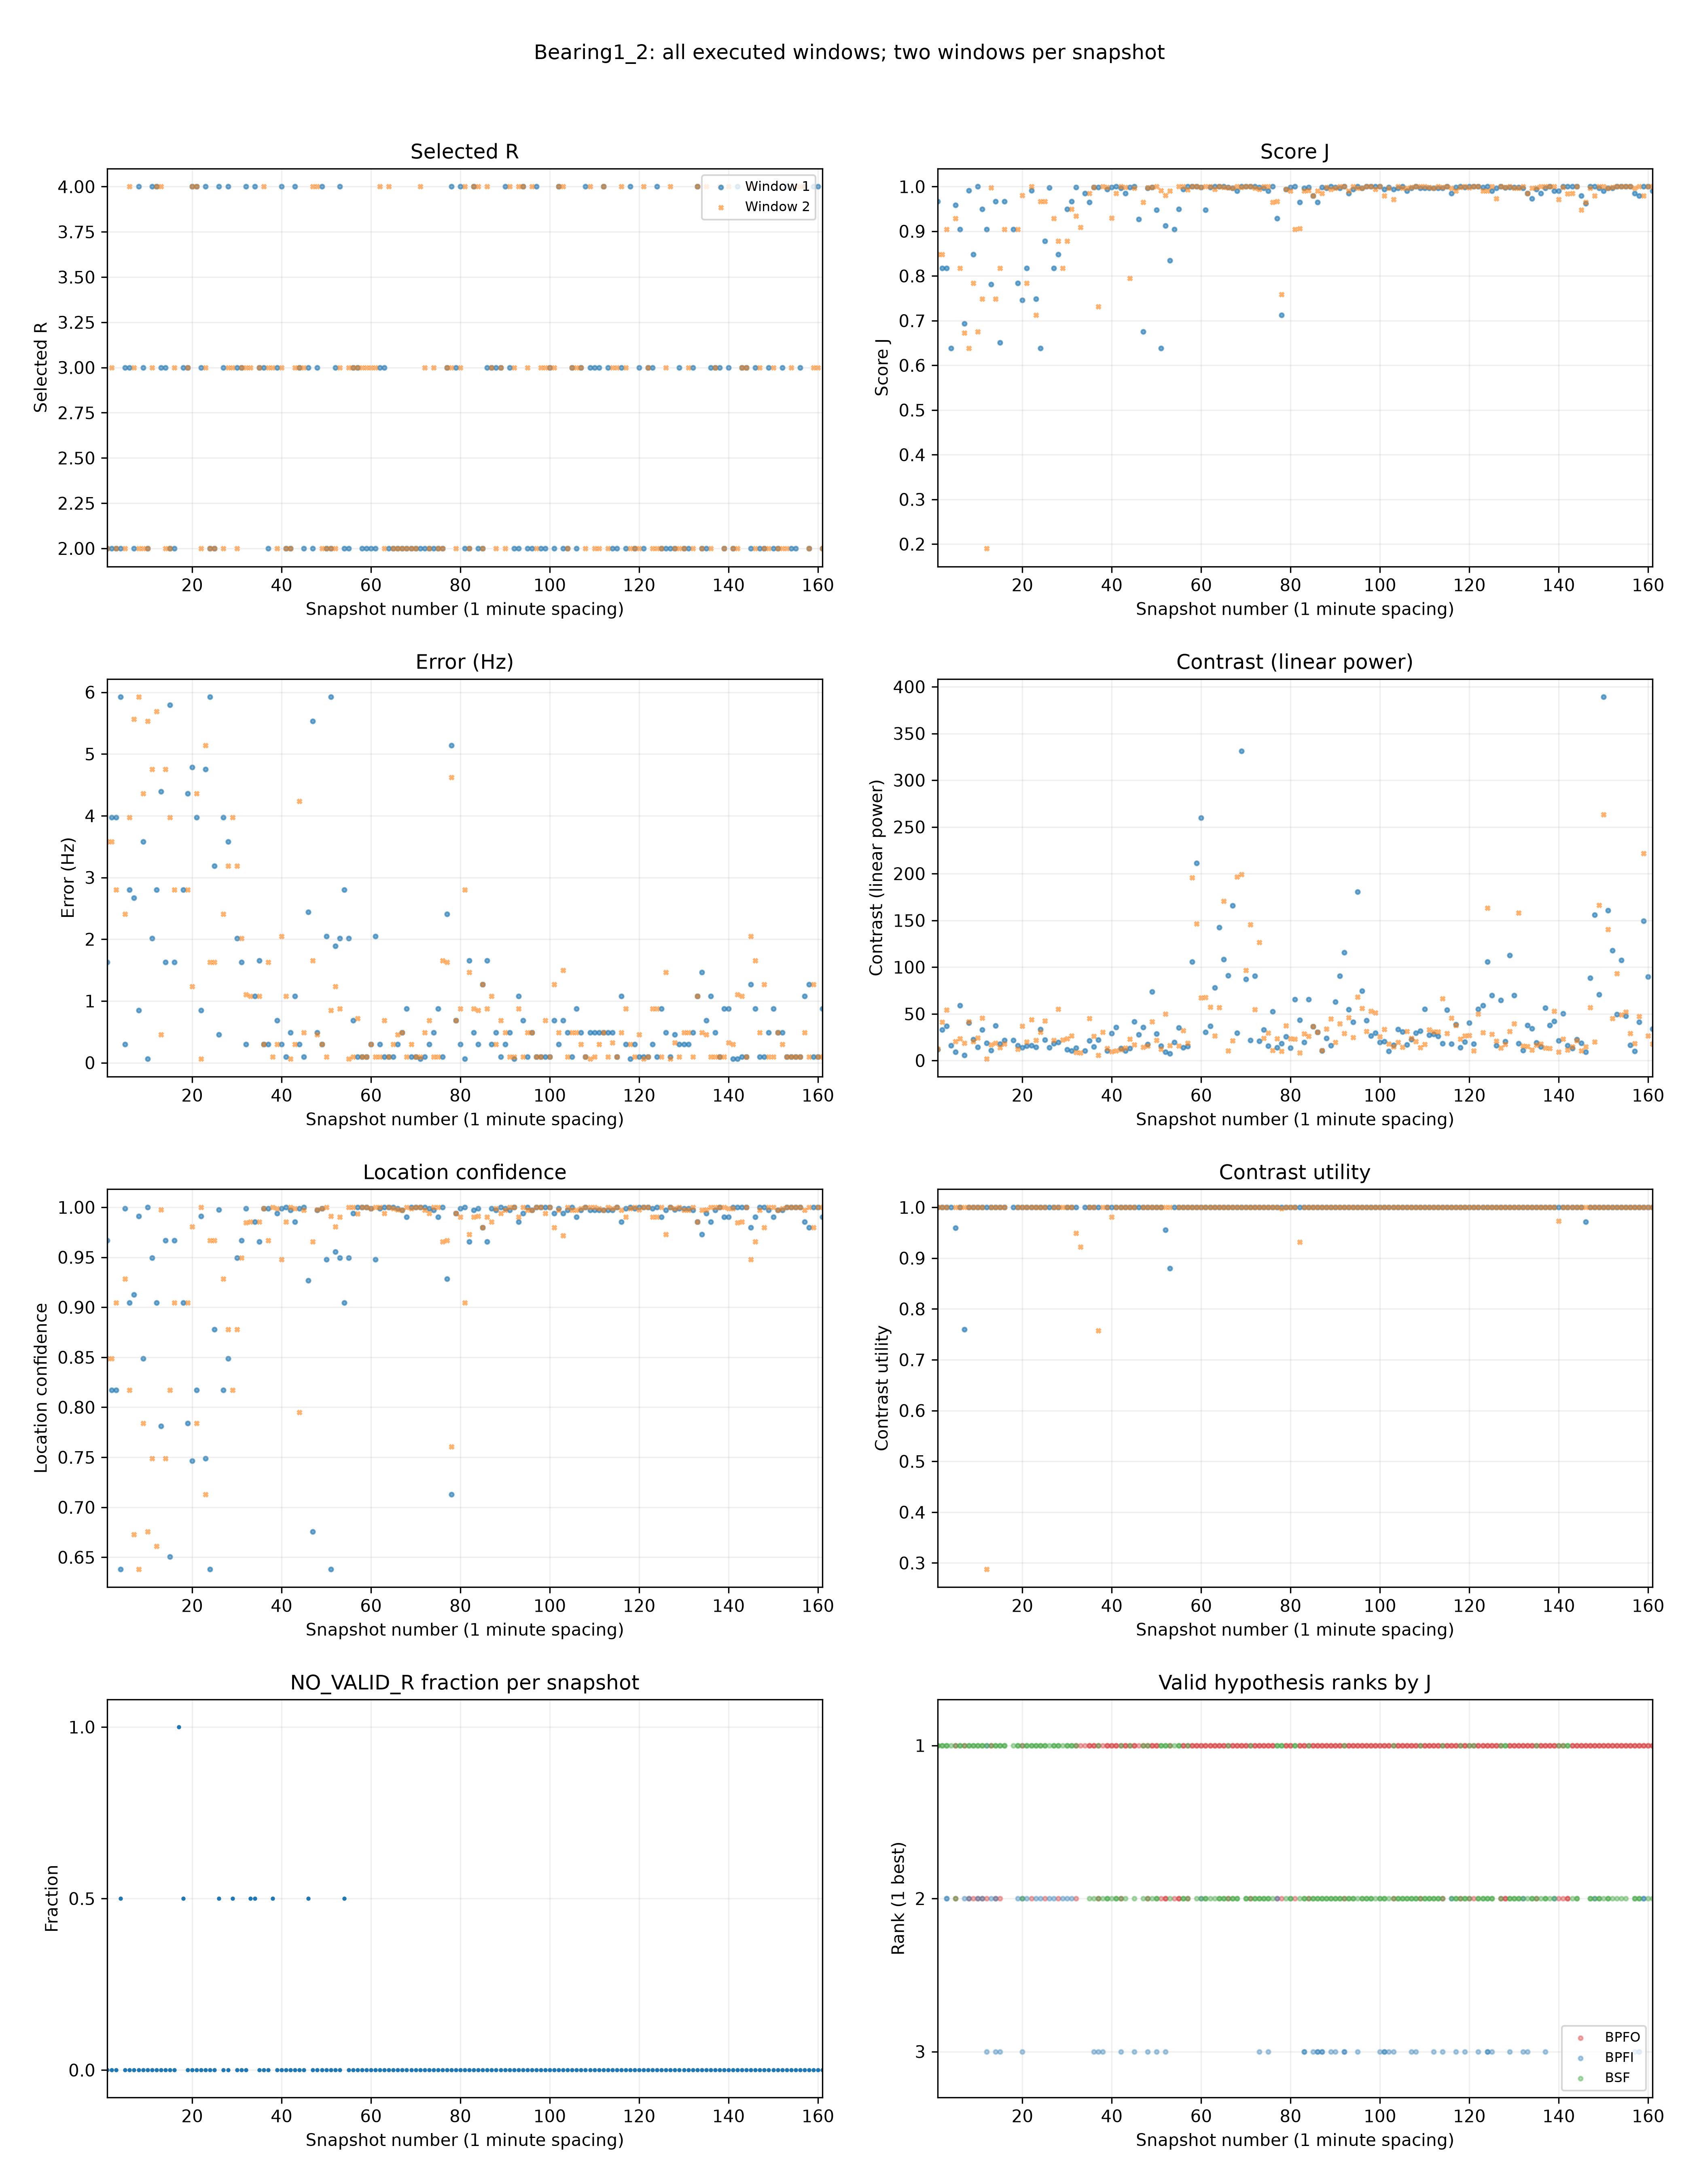 Bearing1_2: all executed windows; two windows per snapshot
Selected R
4.00
3.75
3.50
3.25
3.00
2.75
2.50
2.25
2.00
Selected R
Window 1
Window 2
20 40 60 80 100 120 140 160
Snapshot number (1 minute spacing)
Score J
1.0
0.9
0.8
0.7
0.6
0.5
0.4
0.3
0.2
Score J
20 40 60 80 100 120 140 160
Snapshot number (1 minute spacing)
Error (Hz)
6
5
4
3
2
1
0
Error (Hz)
20 40 60 80 100 120 140 160
Snapshot number (1 minute spacing)
Contrast (linear power)
400
350
300
250
200
150
100
50
0
Contrast (linear power)
20 40 60 80 100 120 140 160
Snapshot number (1 minute spacing)
Location confidence
1.00
0.95
0.90
0.85
0.80
0.75
0.70
0.65
Location confidence
20 40 60 80 100 120 140 160
Snapshot number (1 minute spacing)
Contrast utility
1.0
0.9
0.8
0.7
0.6
0.5
0.4
0.3
Contrast utility
20 40 60 80 100 120 140 160
Snapshot number (1 minute spacing)
NO_VALID_R fraction per snapshot
1.0
0.5
0.0
Fraction
20 40 60 80 100 120 140 160
Snapshot number (1 minute spacing)
Valid hypothesis ranks by J
1
2
3
Rank (1 best)
BPFO
BPFI
BSF
20 40 60 80 100 120 140 160
Snapshot number (1 minute spacing)